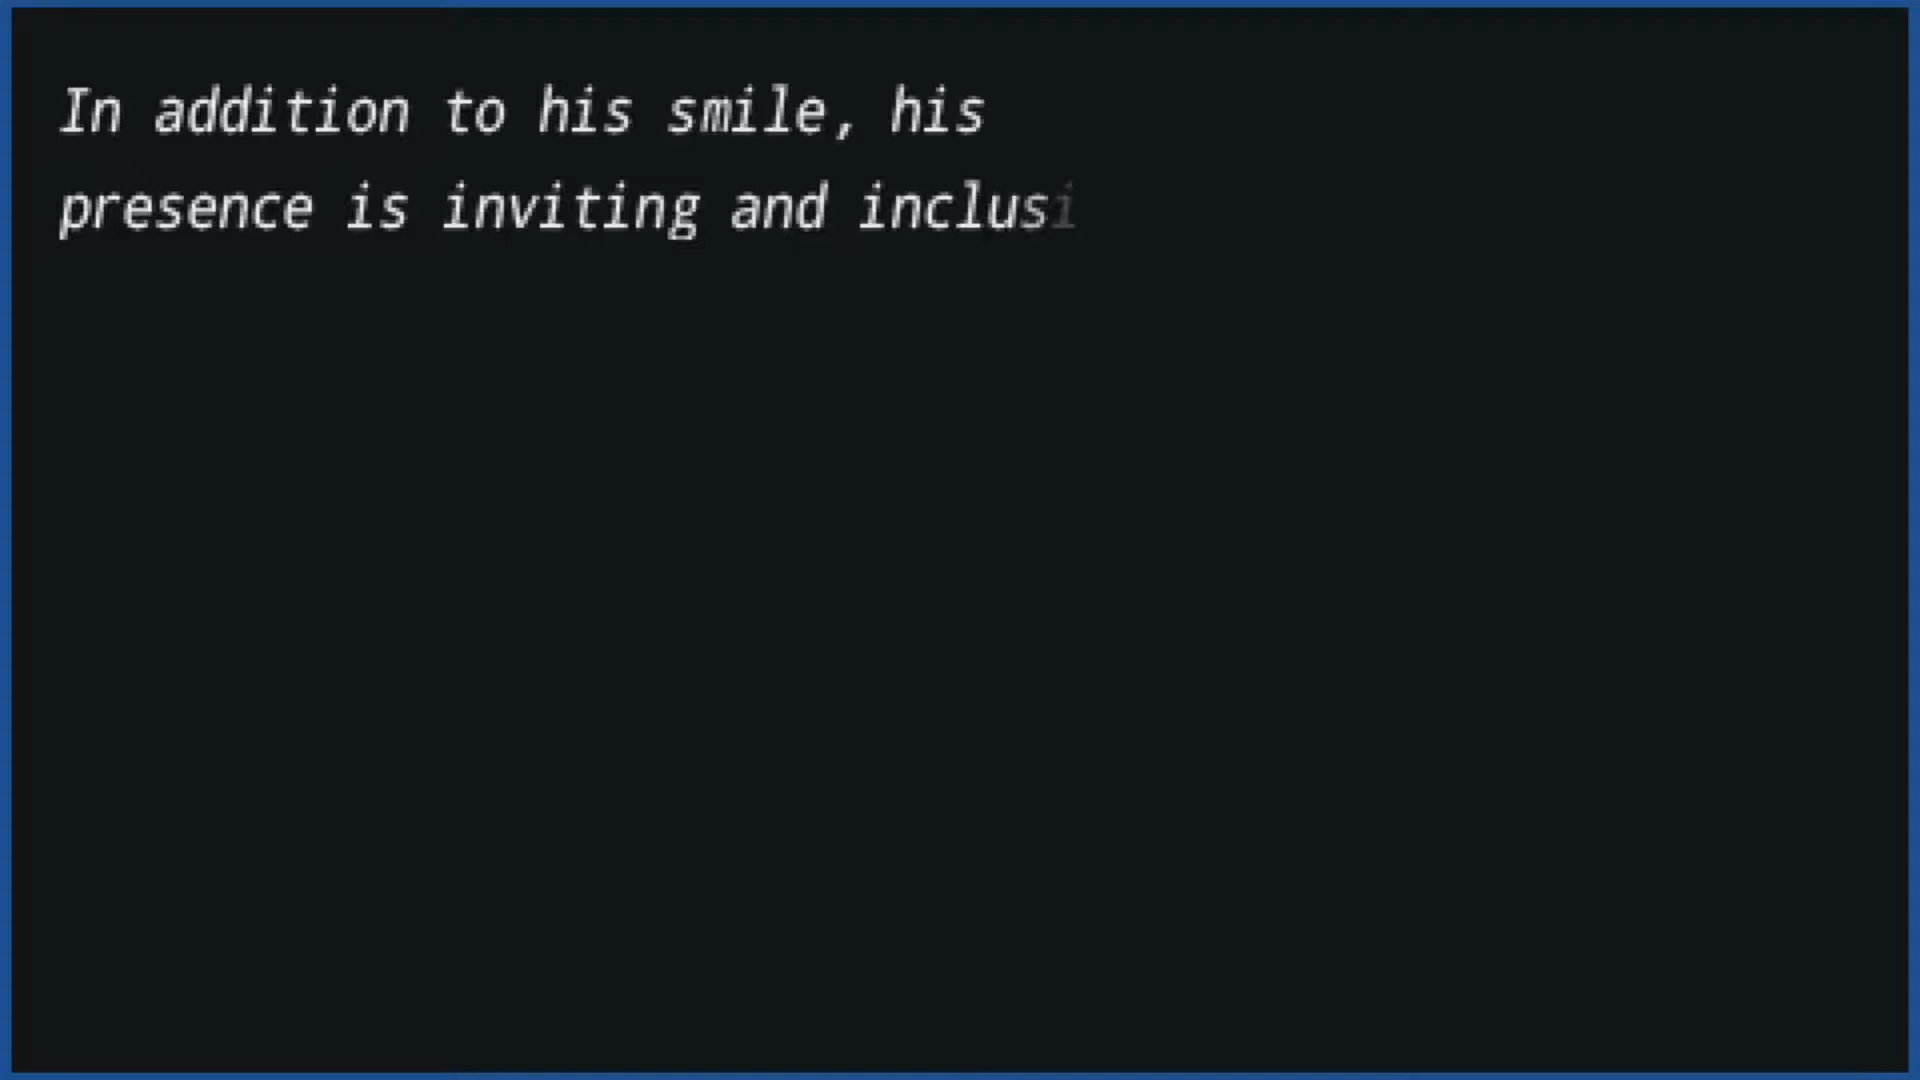 In addition to his smile, his
presence is inviting and inclusi